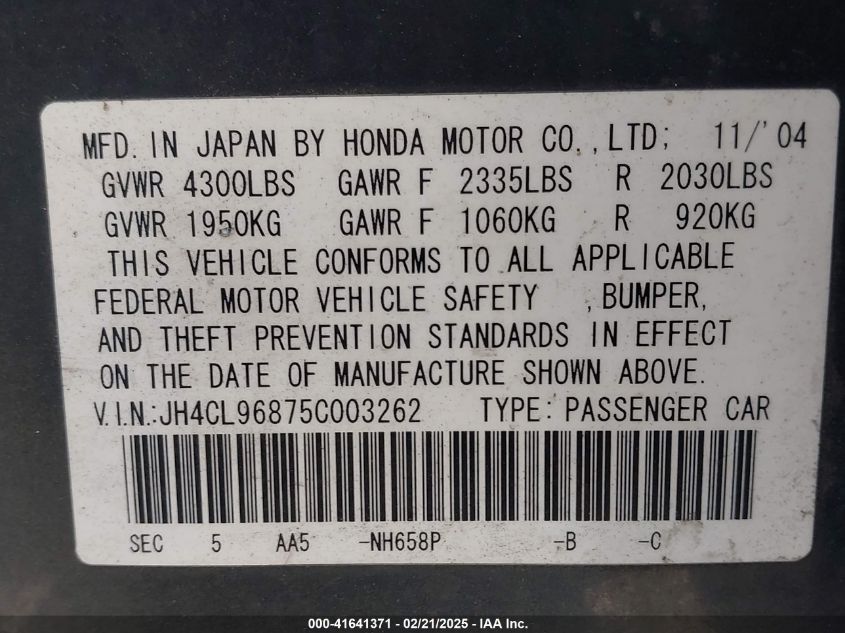 MFD. IN JAPAN BY HONDA MOTOR CO.,LTD; 11/'04
GVWR 4300LBS GAWR F 2335LBS R 2030LBS
GVWR 1950KG GAWR F 1060KG R 920KG
THIS VEHICLE CONFORMS TO ALL APPLICABLE
FEDERAL MOTOR VEHICLE SAFETY ,BUMPER,
AND THEFT PREVENTION STANDARDS IN EFFECT
ON THE DATE OF MANUFACTURE SHOWN ABOVE.
V.I.N.:JH4CL96875C003262 TYPE:PASSENGER CAR
SEC 5 AA5 -NH658P -B -C
000-41641371 - 02/21/2025 - IAA Inc.